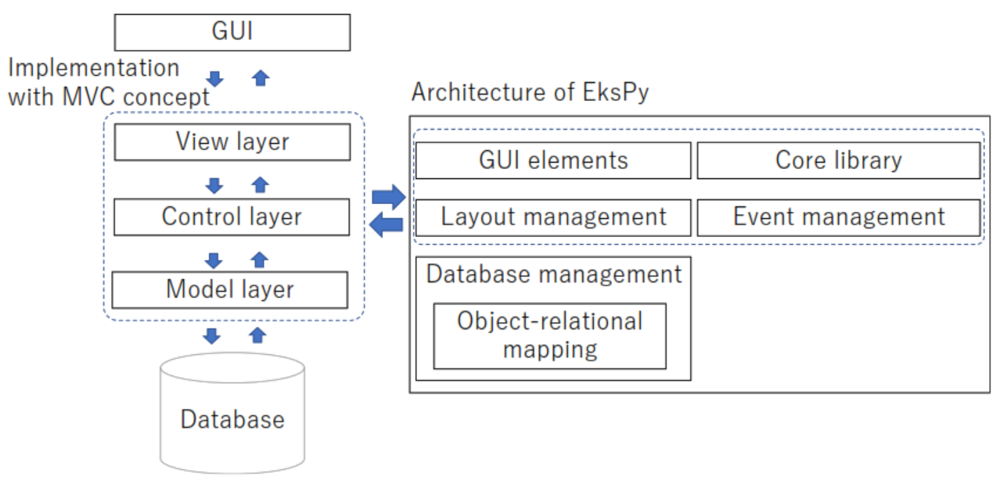 GUI
Implementation
with MVC concept
View layer
Control layer
Model layer
Database
Architecture of EksPy
GUI elements
Core library
Layout management
Event management
Database management
Object-relational
mapping